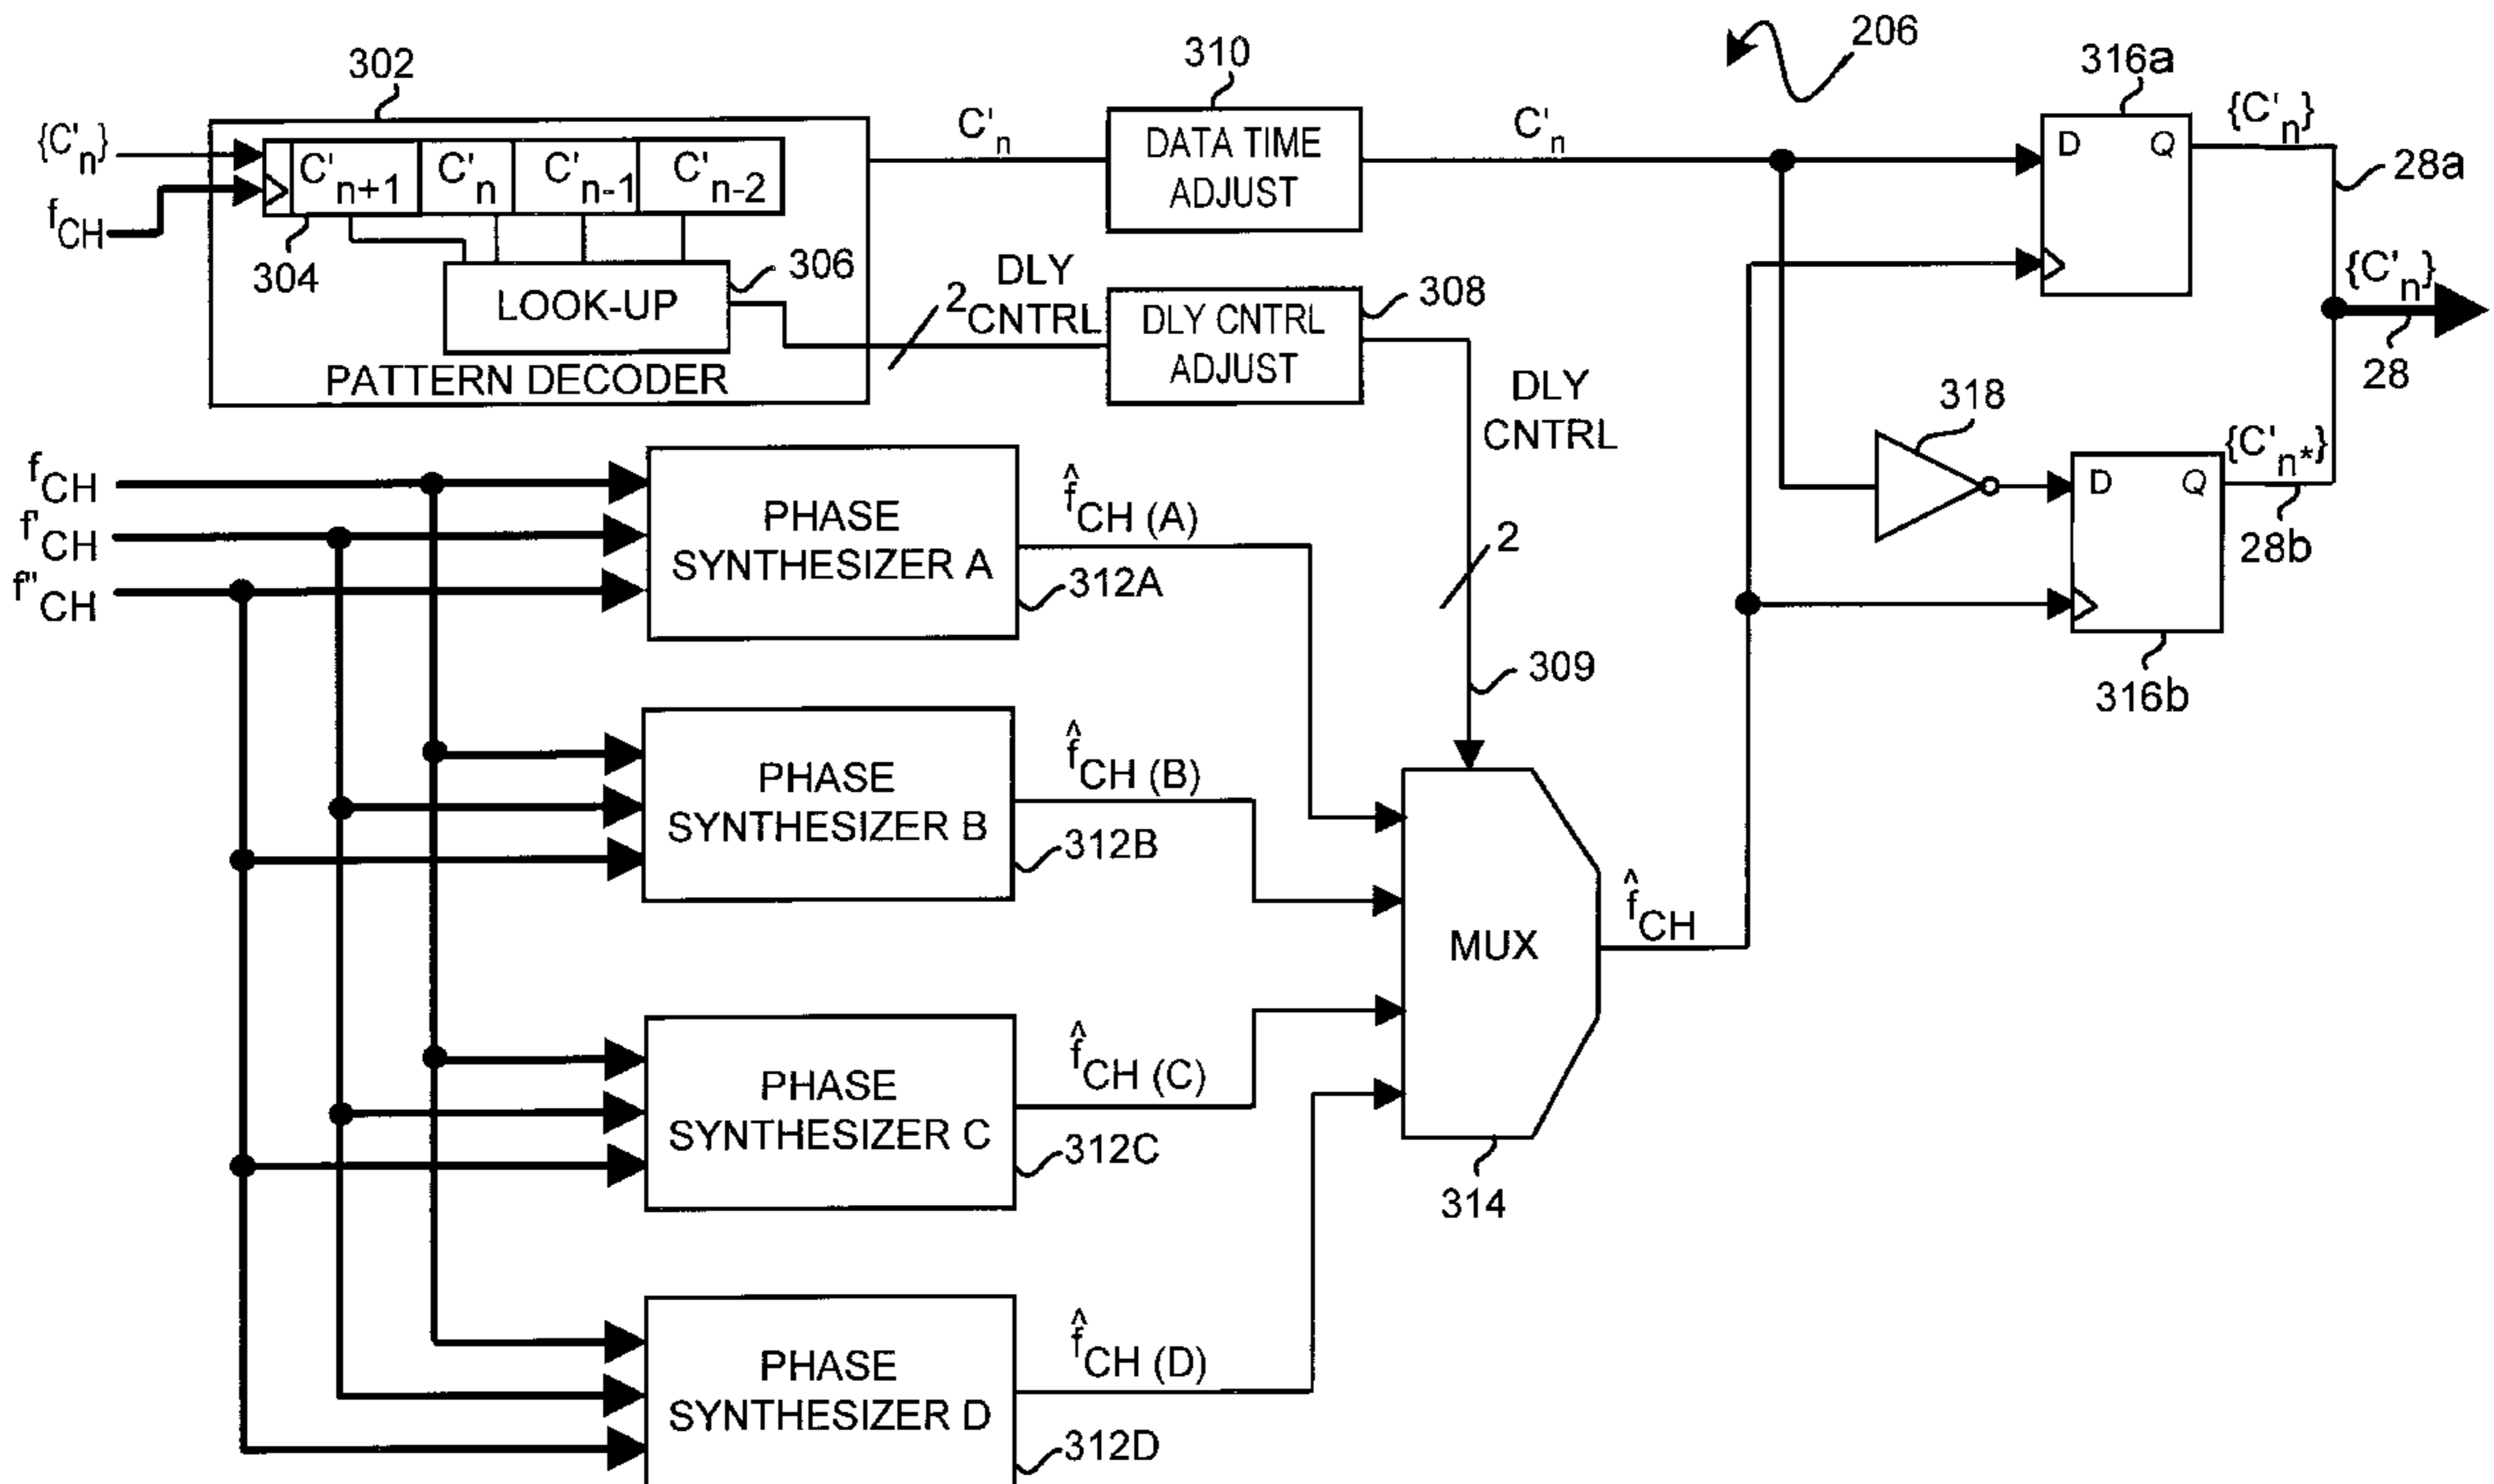 206
302
310
316a
{C'n}
fCH
C'n+1
C'n
C'n-1
C'n-2
304
LOOK-UP
306
PATTERN DECODER
C'n
DATA TIME
ADJUST
C'n
2
DLY
CNTRL
DLY CNTRL
ADJUST
308
DLY
CNTRL
2
309
D
Q
{C'n}
28a
{C'n}
28
318
D
Q
{C'n*}
28b
316b
fCH
f'CH
f"CH
PHASE
SYNTHESIZER A
312A
f̂CH (A)
PHASE
SYNTHESIZER B
312B
f̂CH (B)
PHASE
SYNTHESIZER C
312C
f̂CH (C)
PHASE
SYNTHESIZER D
312D
f̂CH (D)
MUX
314
f̂CH